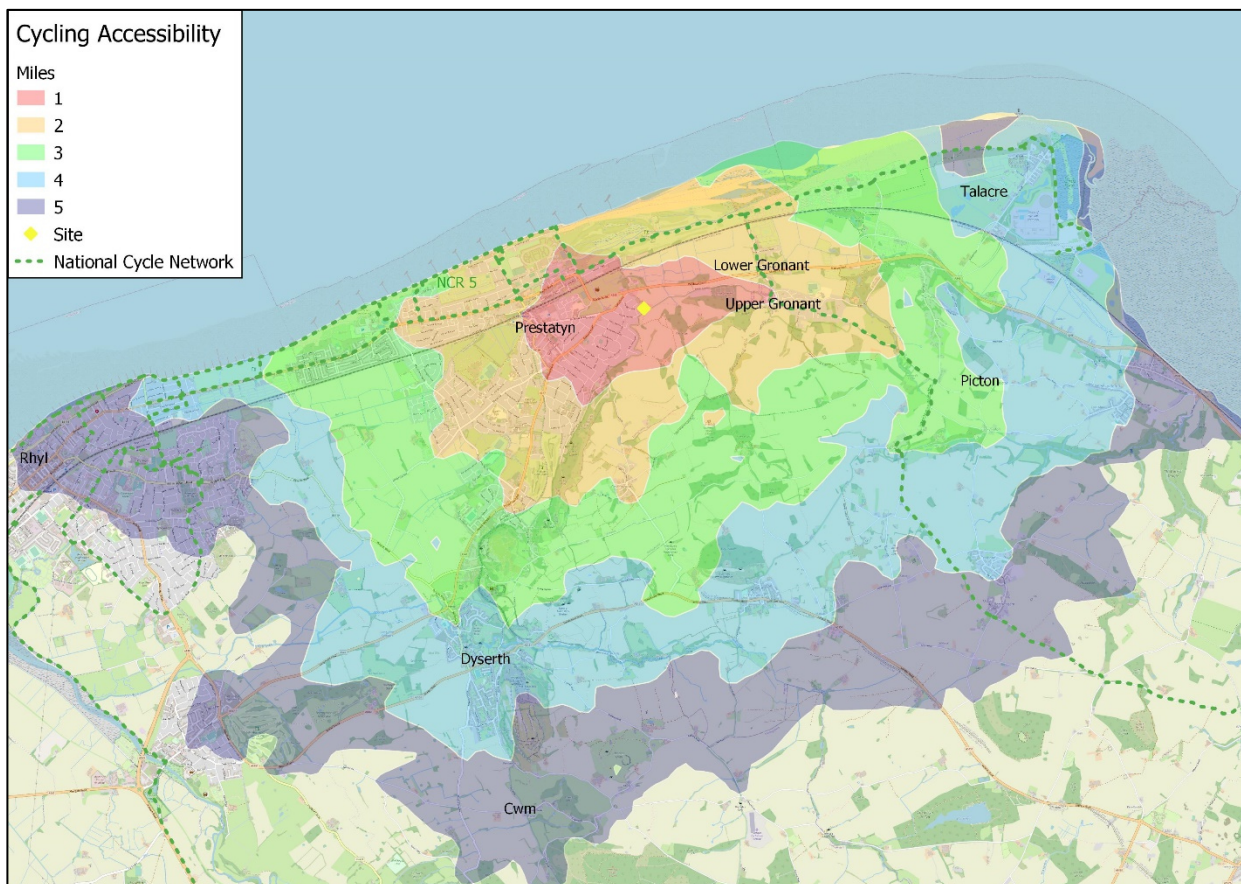 Cycling Accessibility
Miles
1
2
3
4
5
Site
National Cycle Network
Talacre
Lower Gronant
NCR 5
Upper Gronant
Prestatyn
Picton
Rhyl
Dyserth
Cwm